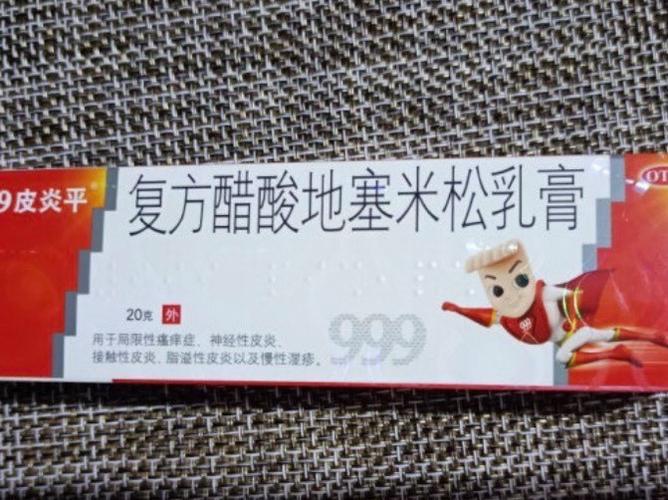 9皮炎平
复方醋酸地塞米松乳膏
OT
20克 外
999
用于局限性瘙痒症、神经性皮炎、
接触性皮炎、脂溢性皮炎以及慢性湿疹。
999